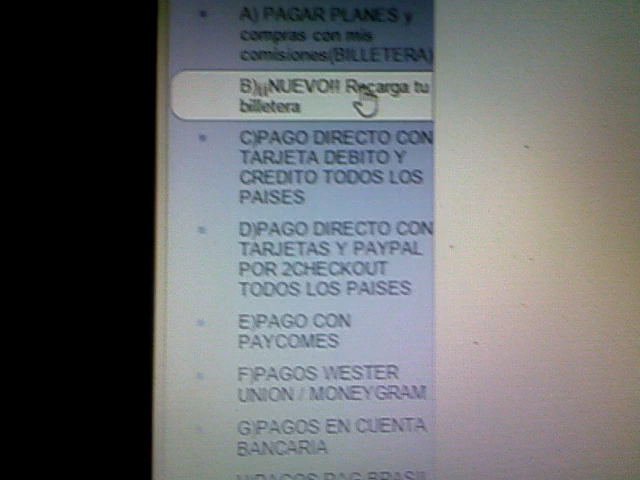 A) PAGAR PLANES y
compras con mis
comisiones(BILLETERA)
B)¡¡NUEVO!! Recarga tu
billetera
C)PAGO DIRECTO CON
TARJETA DEBITO Y
CREDITO TODOS LOS
PAISES
D)PAGO DIRECTO CON
TARJETAS Y PAYPAL
POR 2CHECKOUT
TODOS LOS PAISES
E)PAGO CON
PAYCOMES
F)PAGOS WESTER
UNION / MONEYGRAM
G)PAGOS EN CUENTA
BANCARIA